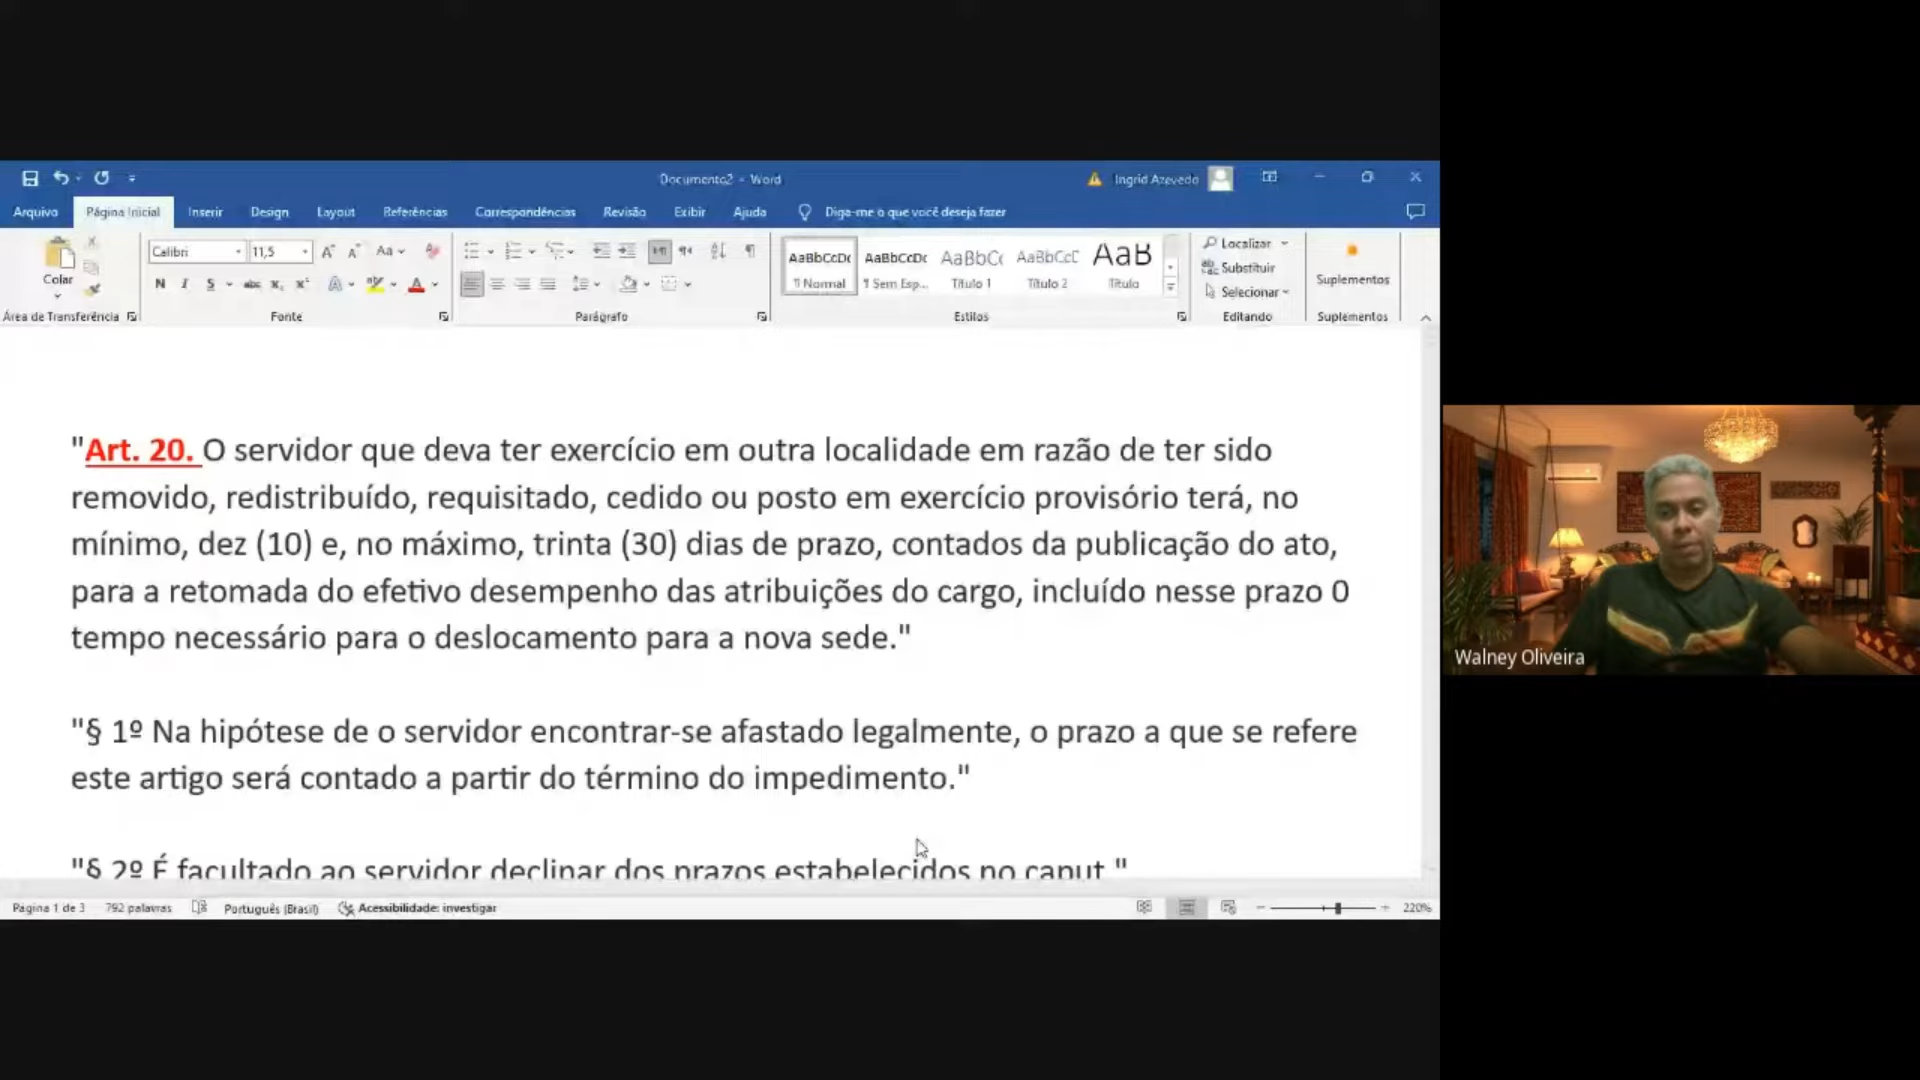 Documento2 - Word
Ingrid Azevedo
Arquivo Página Inicial Inserir Design Layout Referências Correspondências Revisão Exibir Ajuda Diga-me o que você deseja fazer
Colar
Área de Transferência
Calibri 11,5
N I S abc x₂ x²
Fonte
Parágrafo
AaBbCcDc AaBbCcDc AaBbCc AaBbCcC AaB
¶ Normal ¶ Sem Esp... Título 1 Título 2 Título
Estilos
Localizar
Substituir
Selecionar
Editando
Suplementos
Suplementos
"Art. 20. O servidor que deva ter exercício em outra localidade em razão de ter sido
removido, redistribuído, requisitado, cedido ou posto em exercício provisório terá, no
mínimo, dez (10) e, no máximo, trinta (30) dias de prazo, contados da publicação do ato,
para a retomada do efetivo desempenho das atribuições do cargo, incluído nesse prazo 0
tempo necessário para o deslocamento para a nova sede."
"§ 1º Na hipótese de o servidor encontrar-se afastado legalmente, o prazo a que se refere
este artigo será contado a partir do término do impedimento."
"§ 2º É facultado ao servidor declinar dos prazos estabelecidos no caput."
Página 1 de 3 792 palavras Português (Brasil) Acessibilidade: investigar
220%
Walney Oliveira